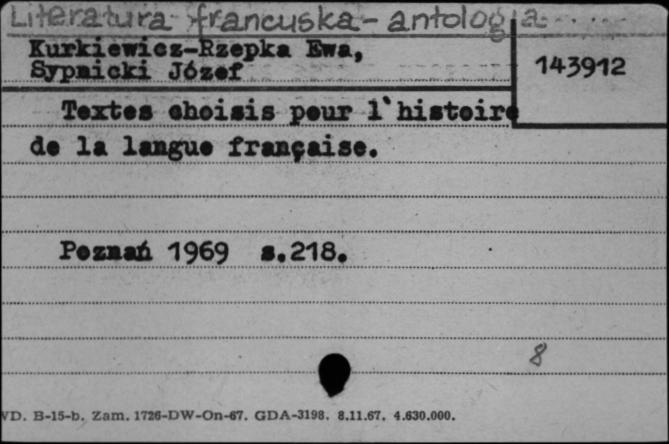 Literatura francuska - antologia
Kurkiewicz-Rzepka Ewa,
Sypnicki Józef
143912
Textes choisis pour l'histoire
de la langue française.
Poznań 1969 s.218.
8
VD. B-15-b. Zam. 1726-DW-On-67. GDA-3198. 8.11.67. 4.630.000.